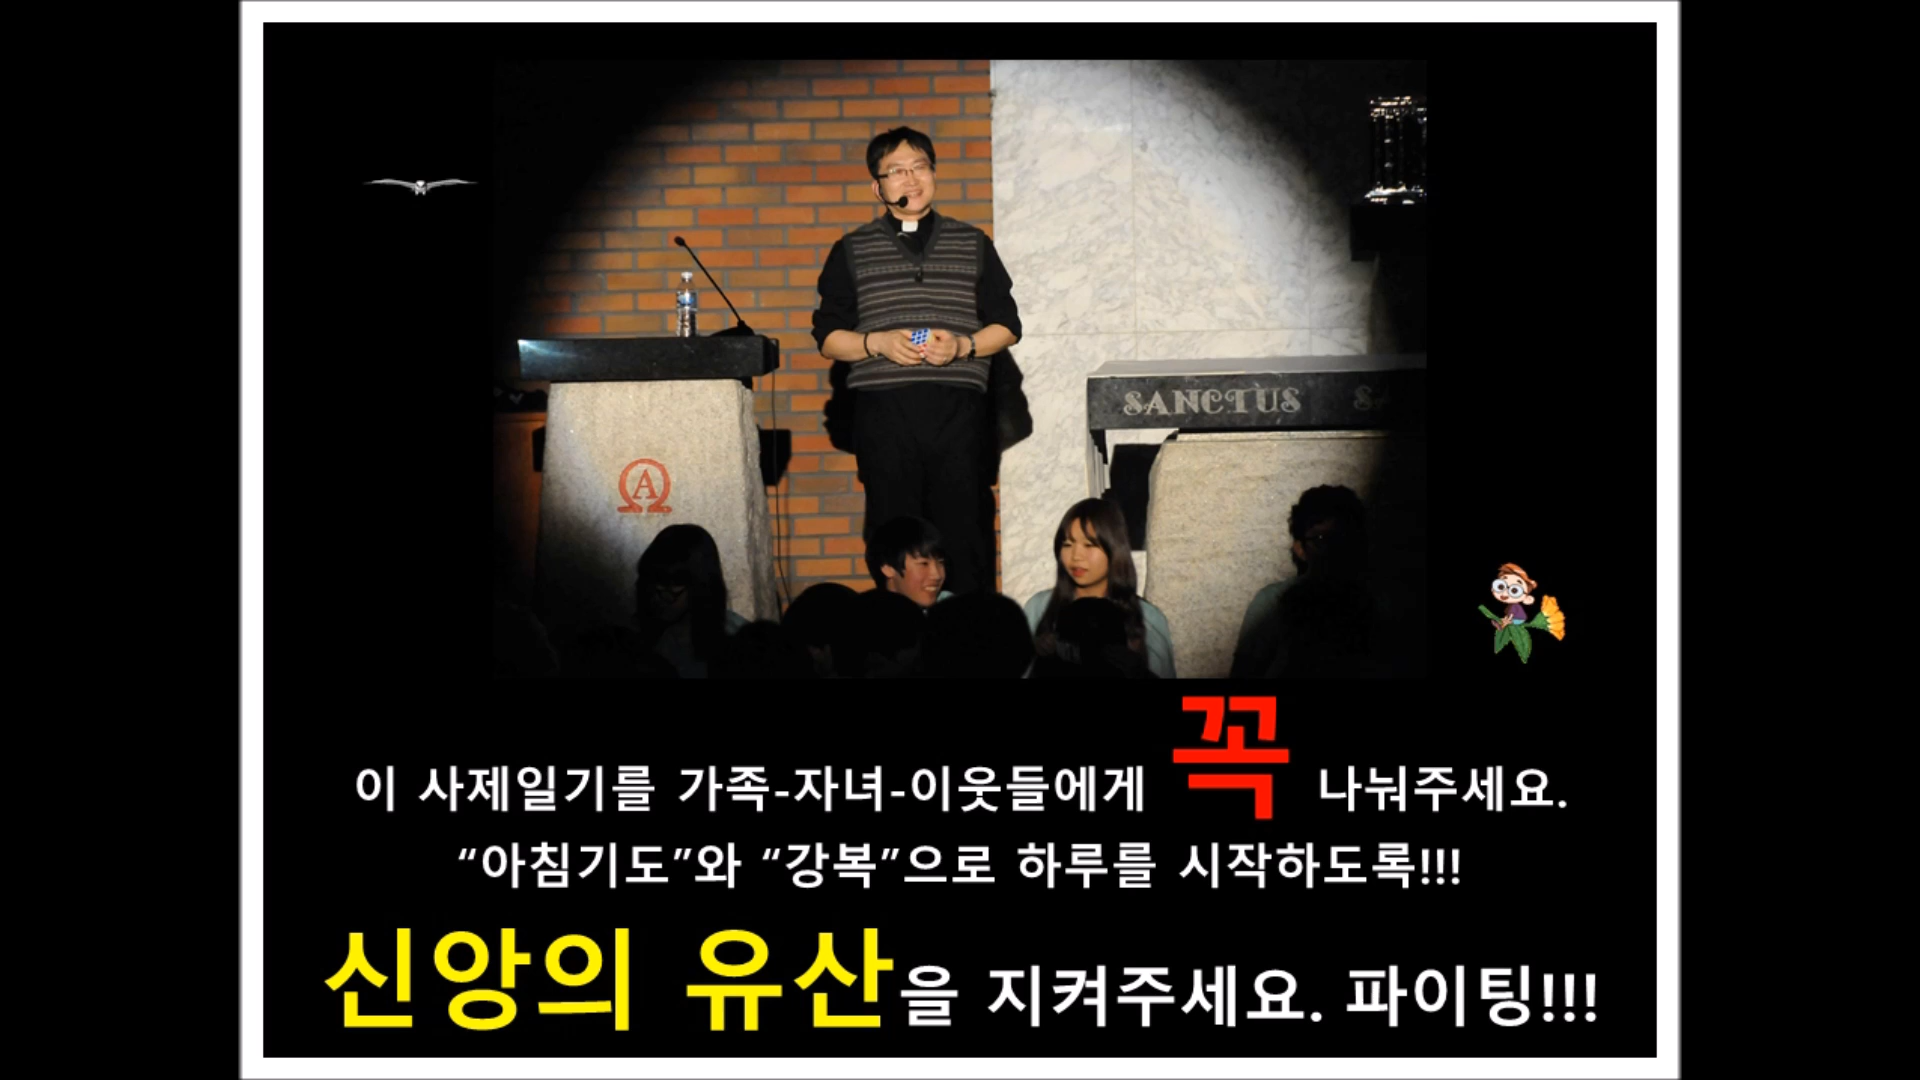 SANCTUS SA
A
이 사제일기를 가족-자녀-이웃들에게 꼭 나눠주세요.
“아침기도”와 “강복”으로 하루를 시작하도록!!!
신앙의 유산을 지켜주세요. 파이팅!!!